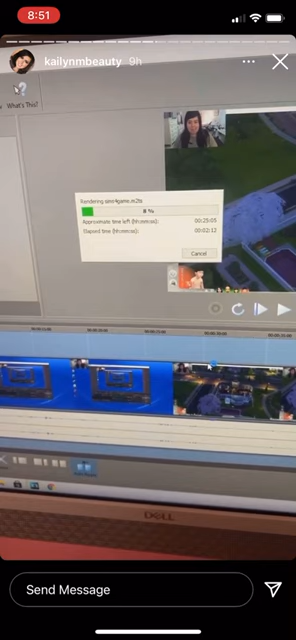 8:51
kailynmbeauty 9h
What's This?
Rendering sims4game.m2ts
8 %
Approximate time left (hh:mm:ss): 00:25:05
Elapsed time (hh:mm:ss): 00:02:12
Cancel
DELL
Send Message